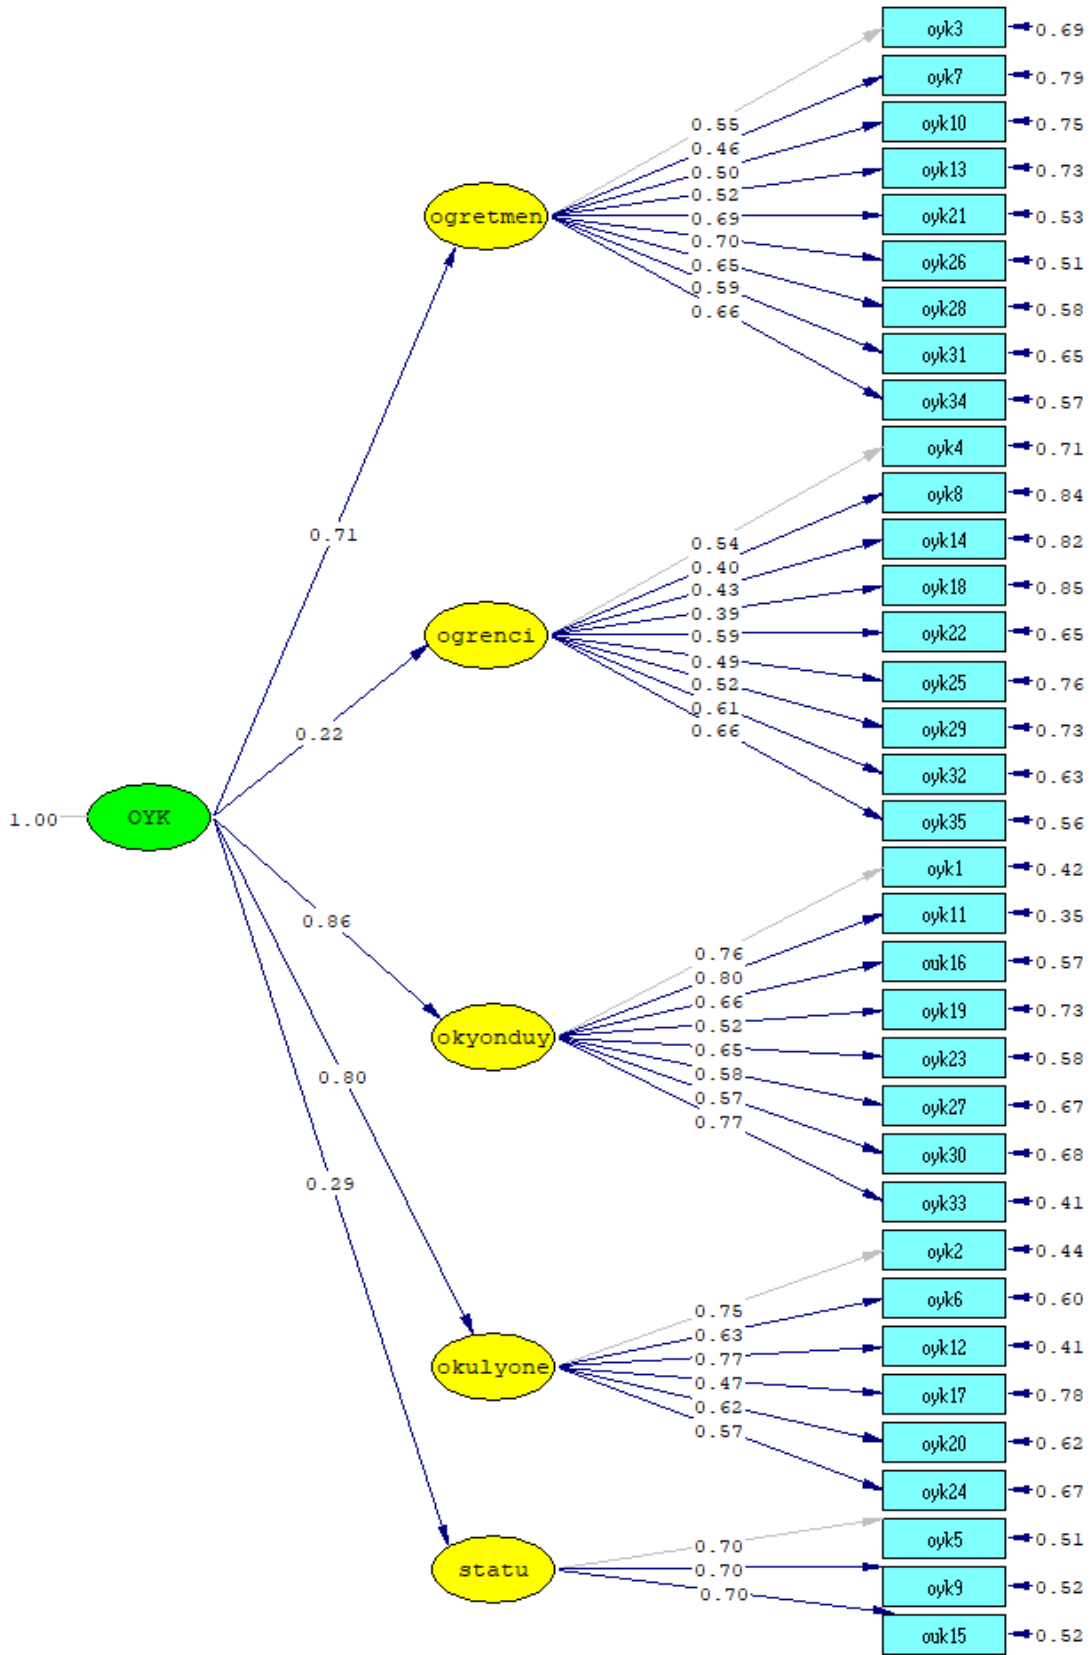 oyk3 0.69
oyk7 0.79
0.55 oyk10 0.75
0.46
0.50 oyk13 0.73
0.52
ogretmen 0.69 oyk21 0.53
0.70
0.65 oyk26 0.51
0.59
0.66 oyk28 0.58
oyk31 0.65
oyk34 0.57
oyk4 0.71
oyk8 0.84
0.71 0.54 oyk14 0.82
0.40
0.43 oyk18 0.85
0.39
ogrenci 0.59 oyk22 0.65
0.49
0.52 oyk25 0.76
0.61
0.22 0.66 oyk29 0.73
oyk32 0.63
1.00 OYK oyk35 0.56
oyk1 0.42
0.86 oyk11 0.35
0.76
0.80 ouk16 0.57
0.66
0.52 oyk19 0.73
okyonduy 0.65 oyk23 0.58
0.80 0.58
0.57 oyk27 0.67
0.77
oyk30 0.68
0.29 oyk33 0.41
oyk2 0.44
oyk6 0.60
0.75
0.63 oyk12 0.41
okulyone 0.77
0.47 oyk17 0.78
0.62
0.57 oyk20 0.62
oyk24 0.67
0.70 oyk5 0.51
statu 0.70
0.70 oyk9 0.52
ouk15 0.52